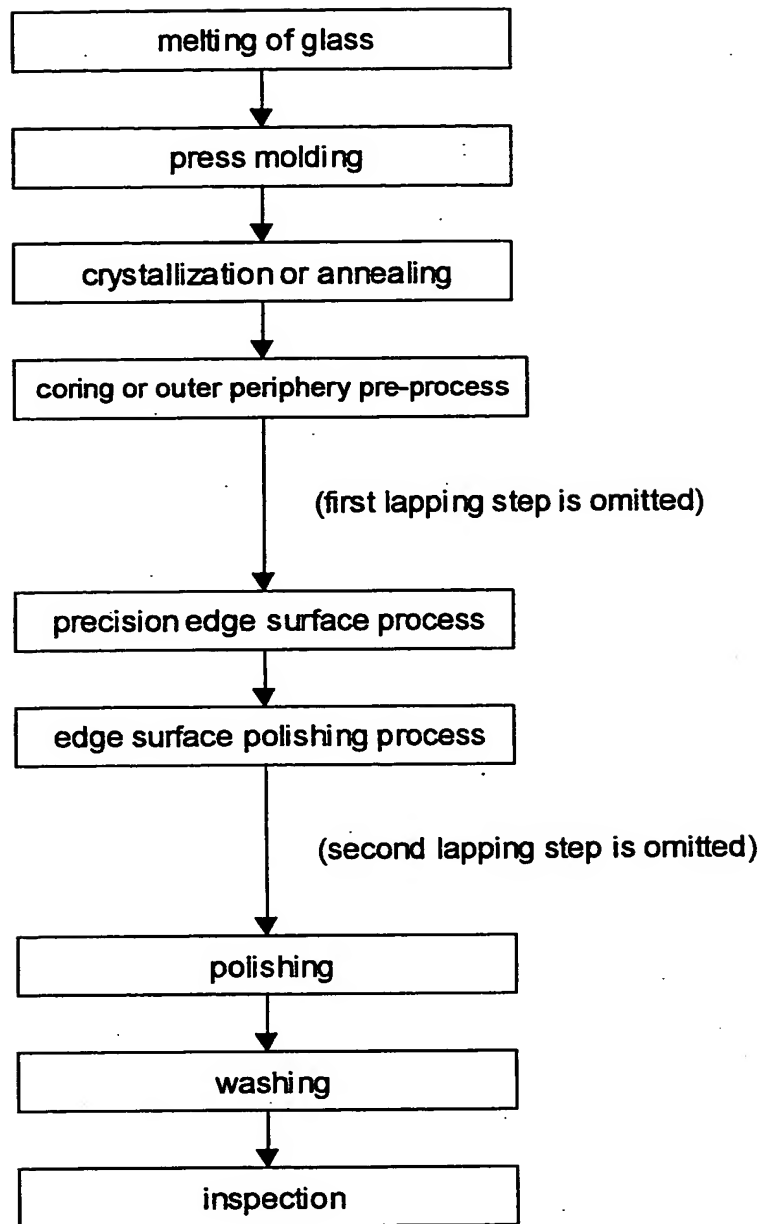 melting of glass
press molding
crystallization or annealing
coring or outer periphery pre-process
(first lapping step is omitted)
precision edge surface process
edge surface polishing process
(second lapping step is omitted)
polishing
washing
inspection